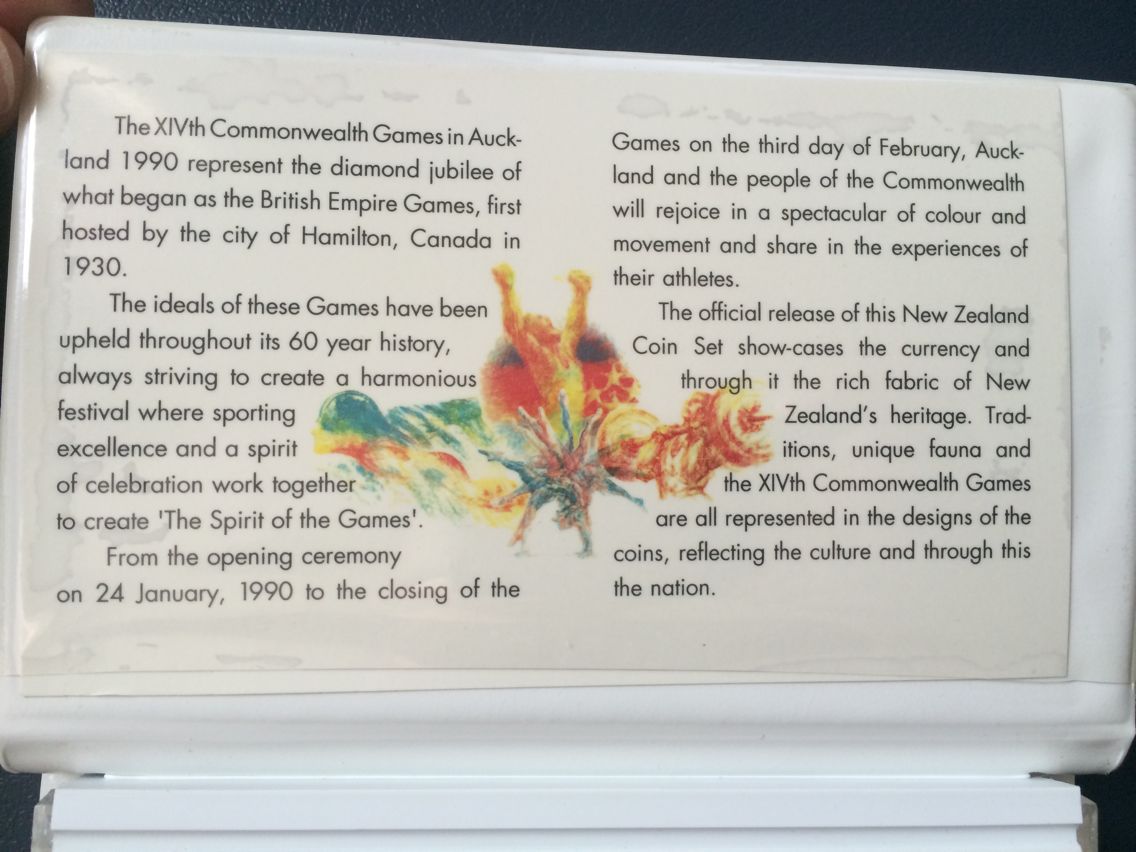 The XIVth Commonwealth Games in Auck-
land 1990 represent the diamond jubilee of
what began as the British Empire Games, first
hosted by the city of Hamilton, Canada in
1930.
The ideals of these Games have been
upheld throughout its 60 year history,
always striving to create a harmonious
festival where sporting
excellence and a spirit
of celebration work together
to create 'The Spirit of the Games'.
From the opening ceremony
on 24 January, 1990 to the closing of the
Games on the third day of February, Auck-
land and the people of the Commonwealth
will rejoice in a spectacular of colour and
movement and share in the experiences of
their athletes.
The official release of this New Zealand
Coin Set show-cases the currency and
through it the rich fabric of New
Zealand's heritage. Trad-
itions, unique fauna and
the XIVth Commonwealth Games
are all represented in the designs of the
coins, reflecting the culture and through this
the nation.